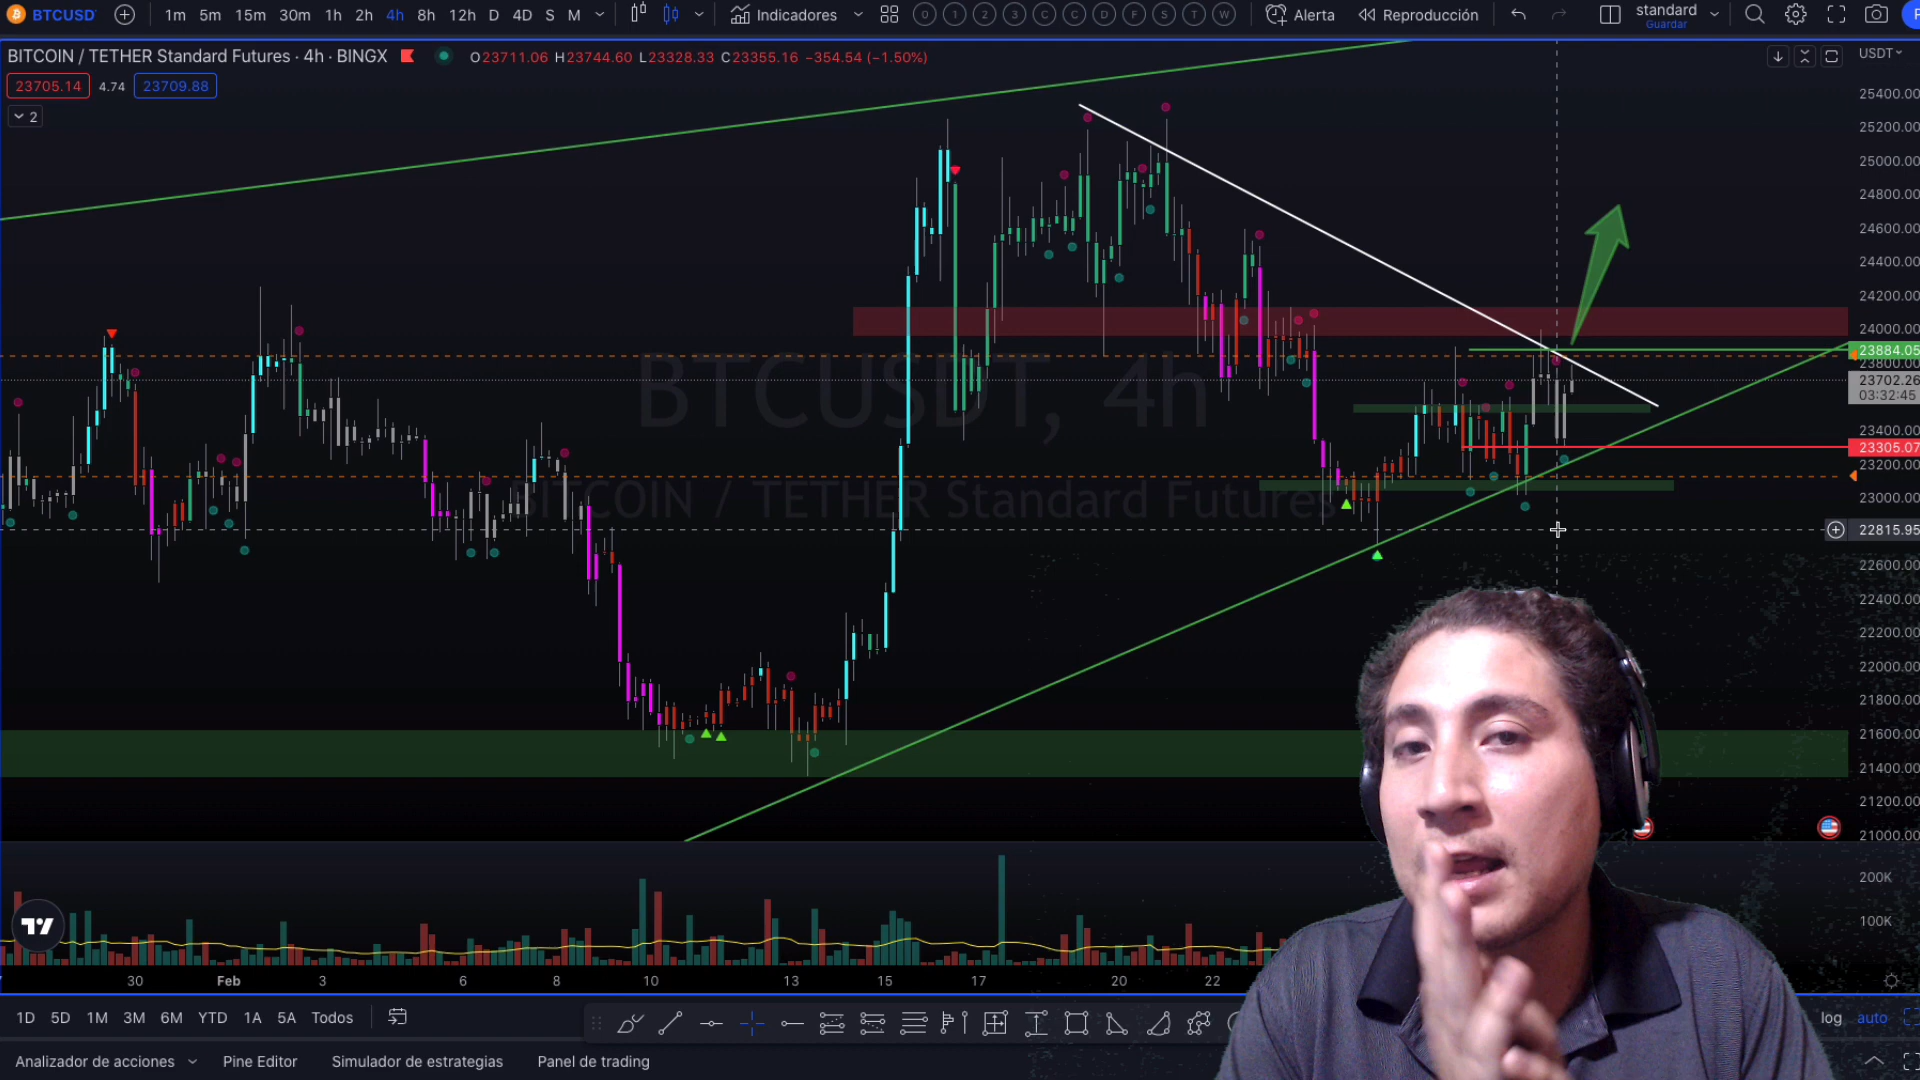 BTCUSD 1m 5m 15m 30m 1h 2h 4h 8h 12h D 4D S M Indicadores 0 1 2 3 C C D F S T W Alerta Reproducción standard
Guardar
BITCOIN / TETHER Standard Futures · 4h · BINGX O23711.06 H23744.60 L23328.33 C23355.16 −354.54 (−1.50%) USDT
23705.14 4.74 23709.88
2
25400.00
25200.00
25000.00
24800.00
24600.00
24400.00
24200.00
24000.00
23884.05
23800.00
23702.26
03:32:45
BTCUSDT, 4h
23400.00
23305.07
23200.00
BITCOIN / TETHER Standard Futures
23000.00
22815.95
22600.00
22400.00
22200.00
22000.00
21800.00
21600.00
21400.00
21200.00
21000.00
200K
100K
30 Feb 3 6 8 10 13 15 17 20 22
1D 5D 1M 3M 6M YTD 1A 5A Todos log auto
Analizador de acciones Pine Editor Simulador de estrategias Panel de trading